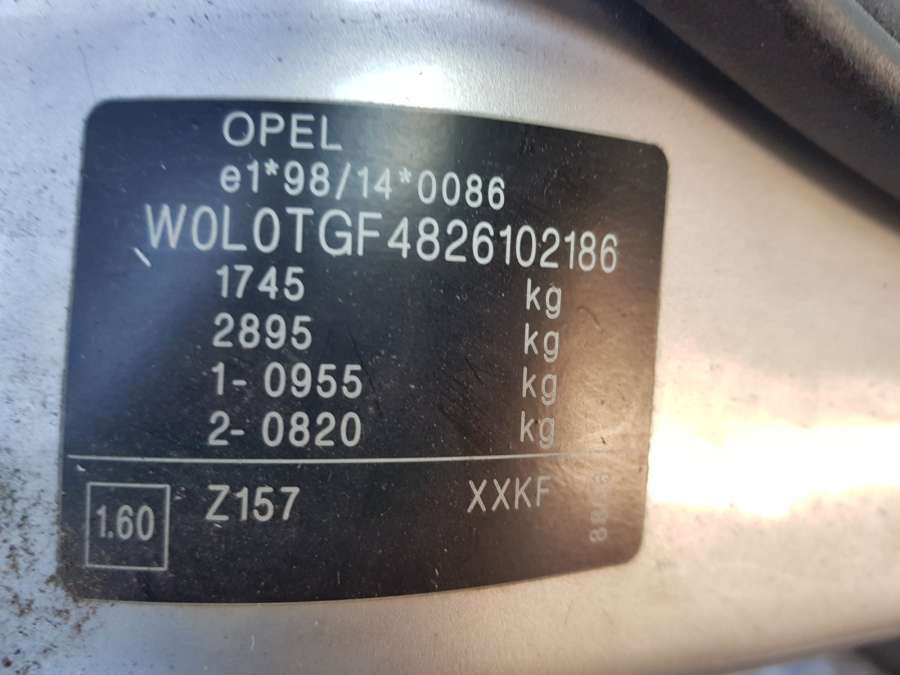 OPEL
e1*98/14*0086
W0L0TGF4826102186
1745 kg
2895 kg
1- 0955 kg
2- 0820 kg
1.60 Z157 XXKF